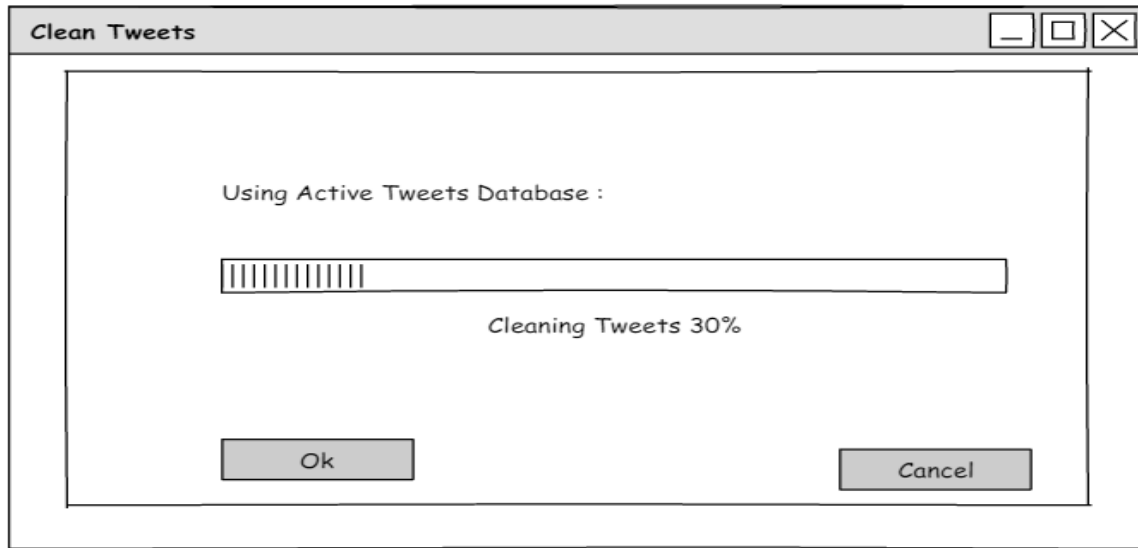 Clean Tweets
Using Active Tweets Database :
Cleaning Tweets 30%
Ok
Cancel